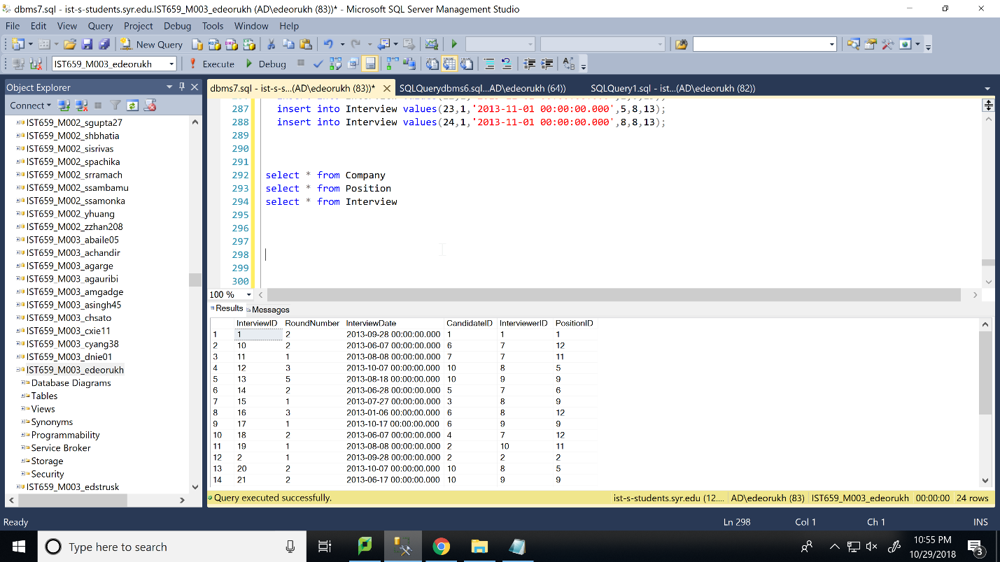 dbms7.sql - ist-s-students.syr.edu.IST659_M003_edeorukh (AD\edeorukh (83))* - Microsoft SQL Server Management Studio
File Edit View Query Project Debug Tools Window Help
New Query
IST659_M003_edeorukh Execute Debug
Object Explorer
Connect
IST659_M002_sgupta27
IST659_M002_shbhatia
IST659_M002_sisrivas
IST659_M002_spachika
IST659_M002_srramach
IST659_M002_ssambamu
IST659_M002_ssamonka
IST659_M002_yhuang
IST659_M002_zzhan208
IST659_M003_abaile05
IST659_M003_achandir
IST659_M003_agarge
IST659_M003_agauribi
IST659_M003_amgadge
IST659_M003_asingh45
IST659_M003_chsato
IST659_M003_cxie11
IST659_M003_cyang38
IST659_M003_dnie01
IST659_M003_edeorukh
Database Diagrams
Tables
Views
Synonyms
Programmability
Service Broker
Storage
Security
IST659_M003_edstrusk
dbms7.sql - ist-s-s...(AD\edeorukh (83))* SQLQuerydbms6.sql...AD\edeorukh (64)) SQLQuery1.sql - ist...(AD\edeorukh (82))
287 insert into Interview values(23,1,'2013-11-01 00:00:00.000',5,8,13);
288 insert into Interview values(24,1,'2013-11-01 00:00:00.000',8,8,13);
289
290
291
292 select * from Company
293 select * from Position
294 select * from Interview
295
296
297
298
299
300
100 %
Results Messages
InterviewID RoundNumber InterviewDate CandidateID InterviewerID PositionID
1 1 2 2013-09-28 00:00:00.000 1 1 1
2 10 2 2013-06-07 00:00:00.000 6 7 12
3 11 1 2013-08-08 00:00:00.000 7 7 11
4 12 3 2013-10-07 00:00:00.000 10 8 5
5 13 5 2013-08-18 00:00:00.000 10 9 9
6 14 2 2013-06-28 00:00:00.000 5 7 6
7 15 1 2013-07-27 00:00:00.000 3 8 9
8 16 3 2013-01-06 00:00:00.000 6 8 12
9 17 1 2013-10-17 00:00:00.000 6 9 9
10 18 2 2013-06-07 00:00:00.000 4 7 12
11 19 1 2013-08-08 00:00:00.000 2 10 11
12 2 1 2013-09-28 00:00:00.000 2 2 2
13 20 2 2013-10-07 00:00:00.000 10 8 5
14 21 2 2013-06-17 00:00:00.000 10 9 9
Query executed successfully. ist-s-students.syr.edu (12.... AD\edeorukh (83) IST659_M003_edeorukh 00:00:00 24 rows
Ready Ln 298 Col 1 Ch 1 INS
Type here to search
10:55 PM
10/29/2018
3